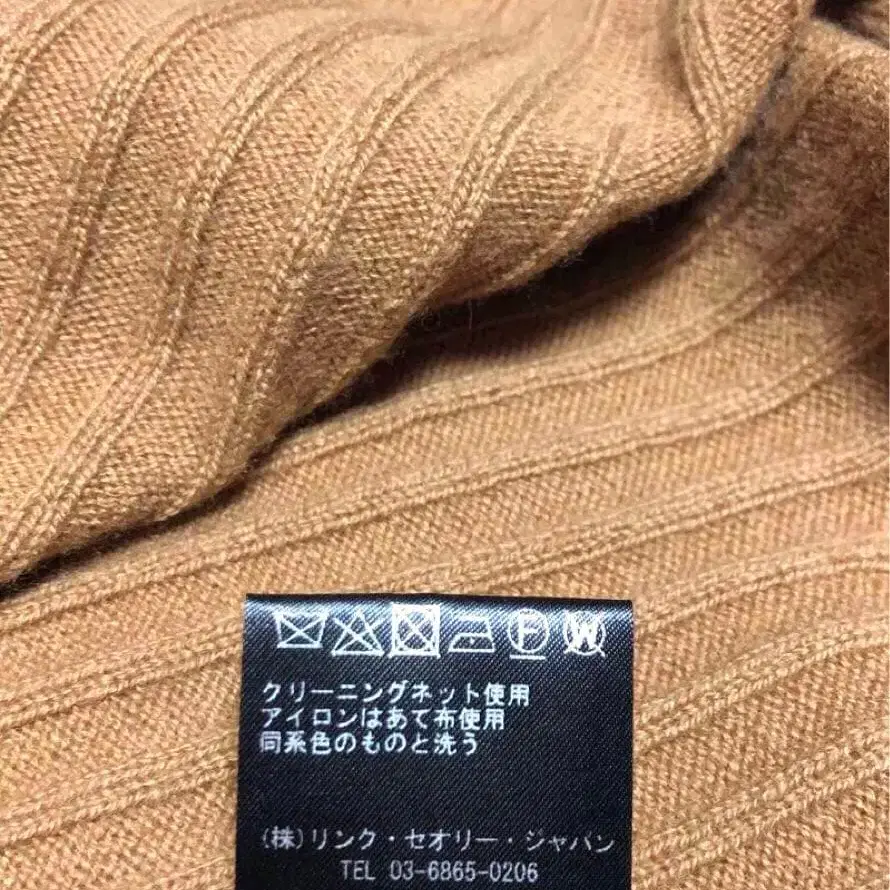 F W
クリーニングネット使用
アイロンはあて布使用
同系色のものと洗う
(株)リンク・セオリー・ジャパン
TEL 03-6865-0206